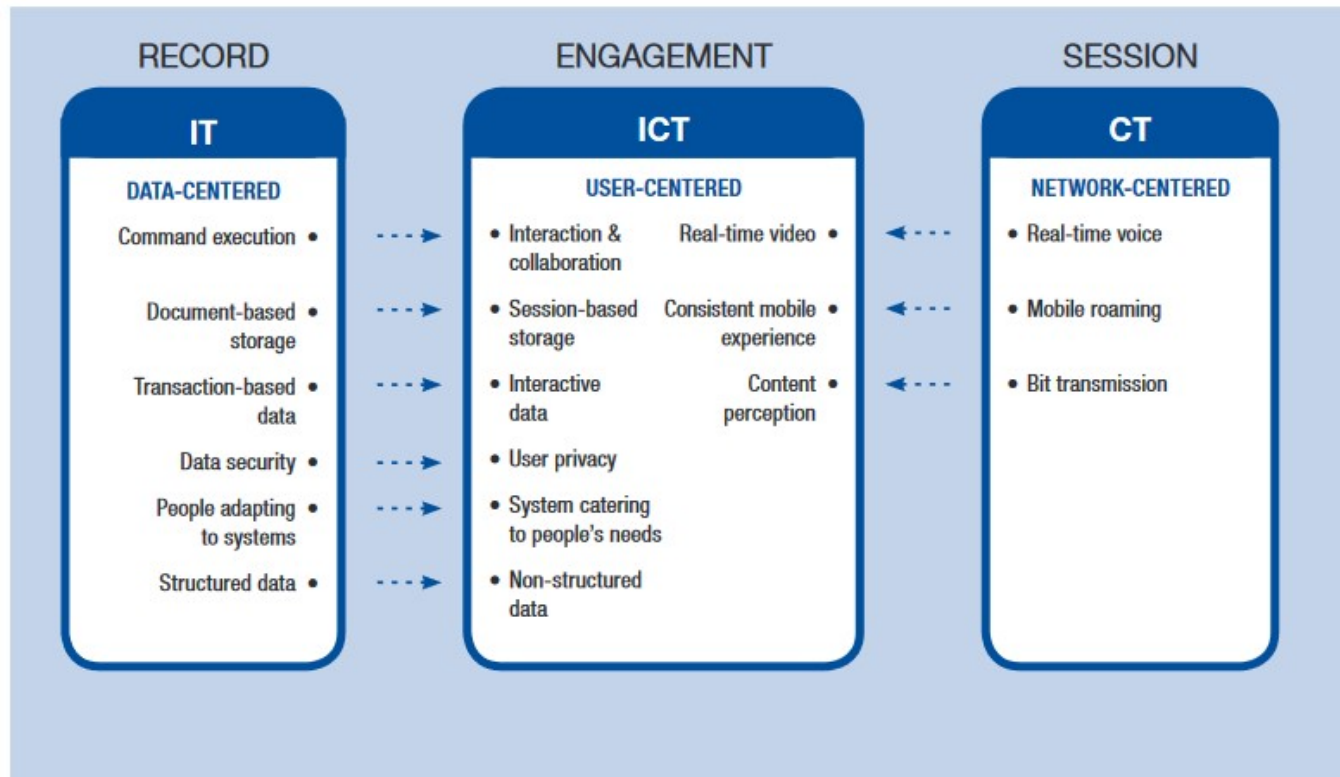 RECORD
IT
DATA-CENTERED
Command execution •
Document-based •
storage
Transaction-based •
data
Data security •
People adapting •
to systems
Structured data •
ENGAGEMENT
ICT
USER-CENTERED
• Interaction &
collaboration
• Session-based
storage
• Interactive
data
• User privacy
• System catering
to people's needs
• Non-structured
data
Real-time video •
Consistent mobile •
experience
Content •
perception
SESSION
CT
NETWORK-CENTERED
• Real-time voice
• Mobile roaming
• Bit transmission